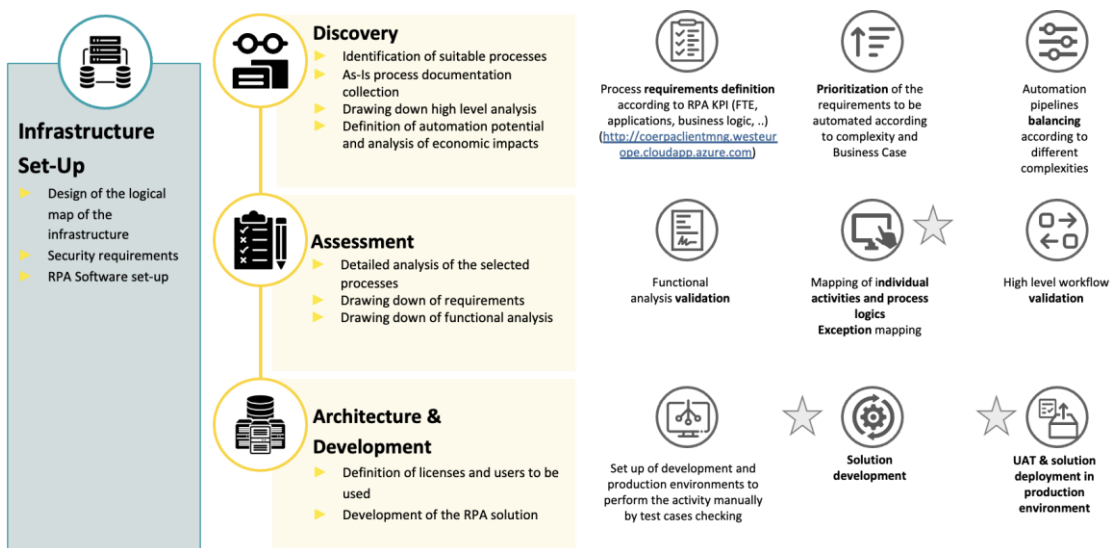 Infrastructure
Set-Up
Design of the logical
map of the
infrastructure
Security requirements
RPA Software set-up
Discovery
Identification of suitable processes
As-Is process documentation
collection
Drawing down high level analysis
Definition of automation potential
and analysis of economic impacts
Assessment
Detailed analysis of the selected
processes
Drawing down of requirements
Drawing down of functional analysis
Architecture &
Development
Definition of licenses and users to be
used
Development of the RPA solution
Process requirements definition
according to RPA KPI (FTE,
applications, business logic, ..)
(http://coerpaclientmng.westeur
ope.cloudapp.azure.com)
Prioritization of the
requirements to be
automated according
to complexity and
Business Case
Automation
pipelines
balancing
according to
different
complexities
Functional
analysis validation
Mapping of individual
activities and process
logics
Exception mapping
High level workflow
validation
Set up of development and
production environments to
perform the activity manually
by test cases checking
Solution
development
UAT & solution
deployment in
production
environment